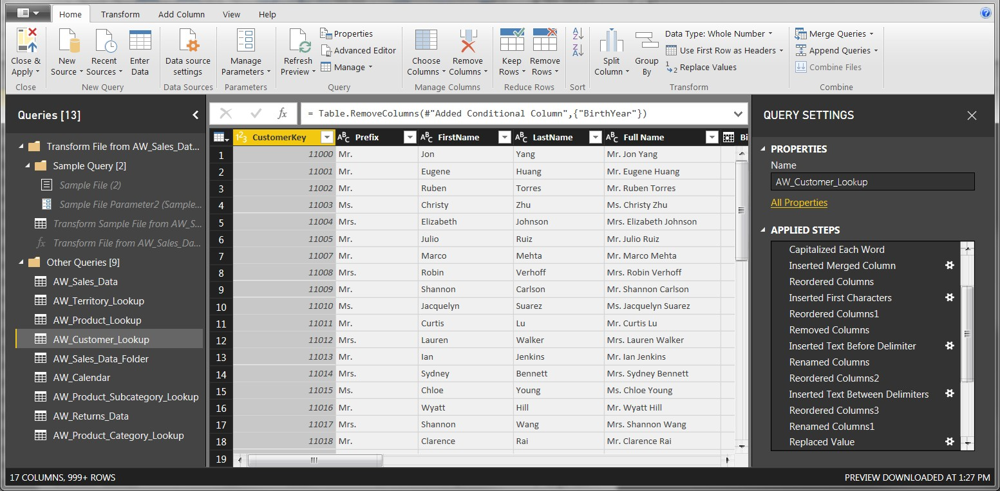 Home Transform Add Column View Help
Close & Apply
New Source
Recent Sources
Enter Data
Data source settings
Manage Parameters
Refresh Preview
Properties
Advanced Editor
Manage
Choose Columns
Remove Columns
Keep Rows
Remove Rows
Split Column
Group By
Data Type: Whole Number
Use First Row as Headers
Replace Values
Merge Queries
Append Queries
Combine Files
Close New Query Data Sources Parameters Query Manage Columns Reduce Rows Sort Transform Combine
Queries [13]
Transform File from AW_Sales_Dat...
Sample Query [2]
Sample File (2)
Sample File Parameter2 (Sample...
Transform Sample File from AW_S...
fx Transform File from AW_Sales_Da...
Other Queries [9]
AW_Sales_Data
AW_Territory_Lookup
AW_Product_Lookup
AW_Customer_Lookup
AW_Sales_Data_Folder
AW_Calendar
AW_Product_Subcategory_Lookup
AW_Returns_Data
AW_Product_Category_Lookup
fx = Table.RemoveColumns(#"Added Conditional Column",{"BirthYear"})
123 CustomerKey ABC Prefix ABC FirstName ABC LastName ABC Full Name Bi
1 11000 Mr. Jon Yang Mr. Jon Yang
2 11001 Mr. Eugene Huang Mr. Eugene Huang
3 11002 Mr. Ruben Torres Mr. Ruben Torres
4 11003 Ms. Christy Zhu Ms. Christy Zhu
5 11004 Mrs. Elizabeth Johnson Mrs. Elizabeth Johnson
6 11005 Mr. Julio Ruiz Mr. Julio Ruiz
7 11007 Mr. Marco Mehta Mr. Marco Mehta
8 11008 Mrs. Robin Verhoff Mrs. Robin Verhoff
9 11009 Mr. Shannon Carlson Mr. Shannon Carlson
10 11010 Ms. Jacquelyn Suarez Ms. Jacquelyn Suarez
11 11011 Mr. Curtis Lu Mr. Curtis Lu
12 11012 Mrs. Lauren Walker Mrs. Lauren Walker
13 11013 Mr. Ian Jenkins Mr. Ian Jenkins
14 11014 Mrs. Sydney Bennett Mrs. Sydney Bennett
15 11015 Ms. Chloe Young Ms. Chloe Young
16 11016 Mr. Wyatt Hill Mr. Wyatt Hill
17 11017 Mrs. Shannon Wang Mrs. Shannon Wang
18 11018 Mr. Clarence Rai Mr. Clarence Rai
19
QUERY SETTINGS
PROPERTIES
Name
AW_Customer_Lookup
All Properties
APPLIED STEPS
Capitalized Each Word
Inserted Merged Column
Reordered Columns
Inserted First Characters
Reordered Columns1
Removed Columns
Inserted Text Before Delimiter
Renamed Columns
Reordered Columns2
Inserted Text Between Delimiters
Reordered Columns3
Renamed Columns1
Replaced Value
17 COLUMNS, 999+ ROWS
PREVIEW DOWNLOADED AT 1:27 PM